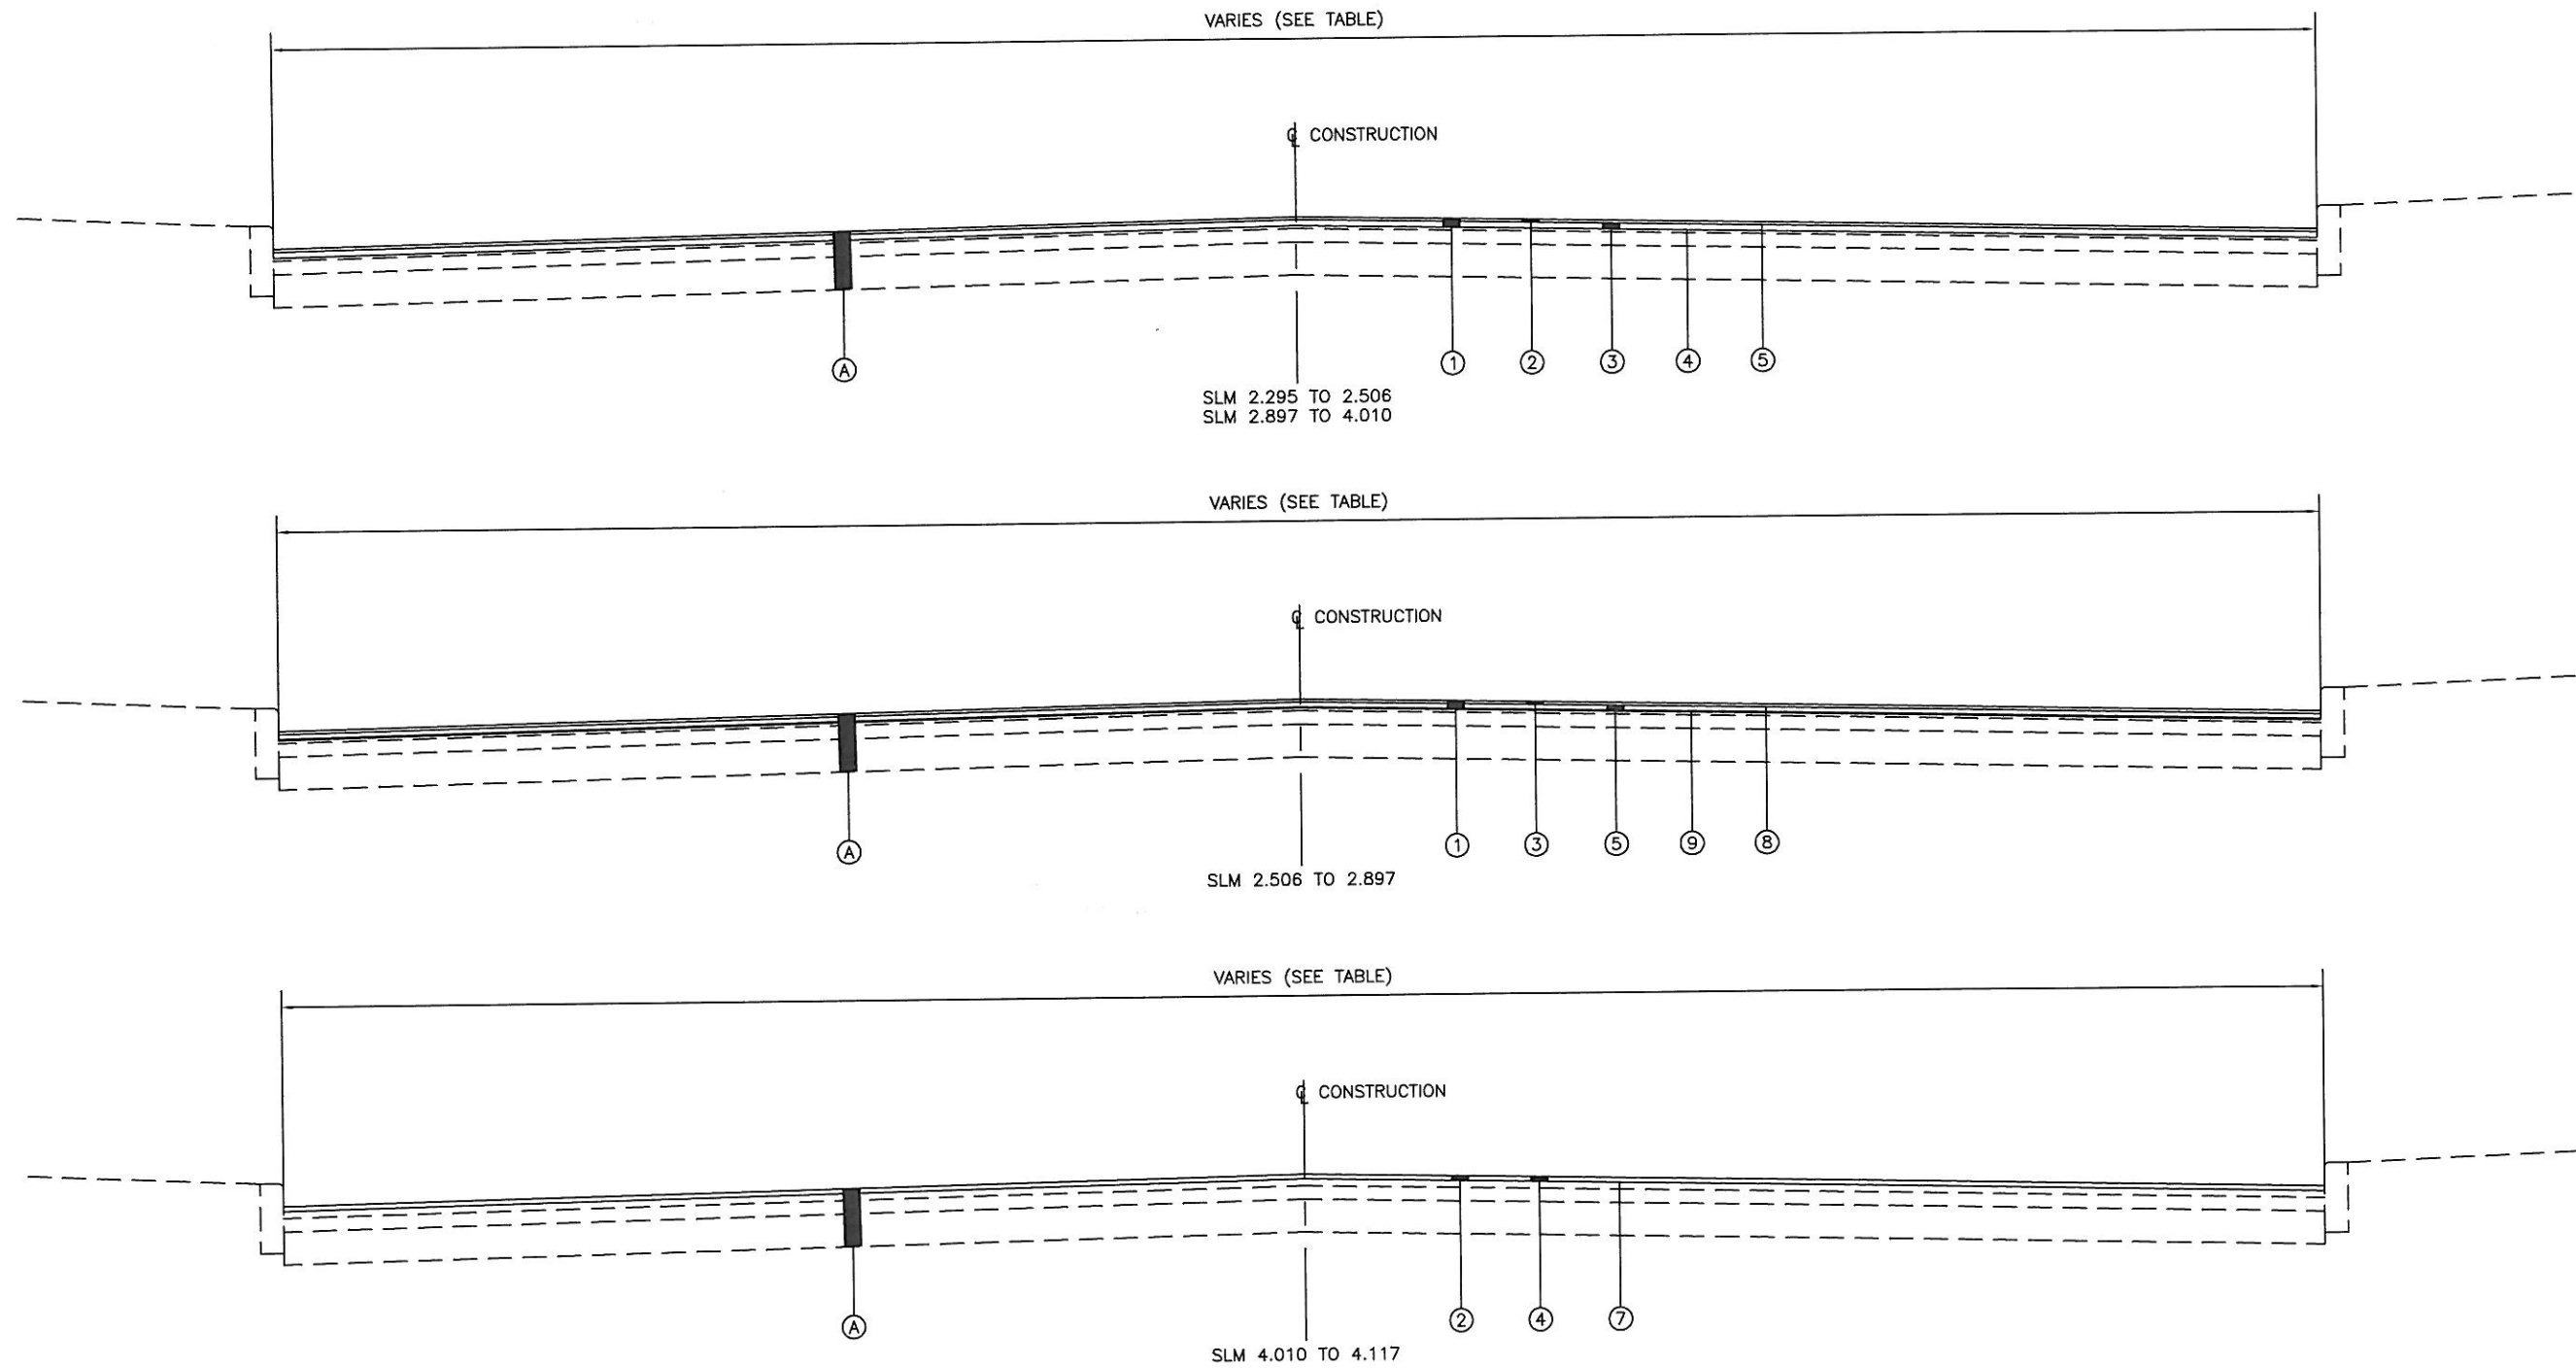 VARIES (SEE TABLE)
℄ CONSTRUCTION
A 1 2 3 4 5
SLM 2.295 TO 2.506
SLM 2.897 TO 4.010
VARIES (SEE TABLE)
℄ CONSTRUCTION
A 1 3 5 9 8
SLM 2.506 TO 2.897
VARIES (SEE TABLE)
℄ CONSTRUCTION
A 2 4 7
SLM 4.010 TO 4.117